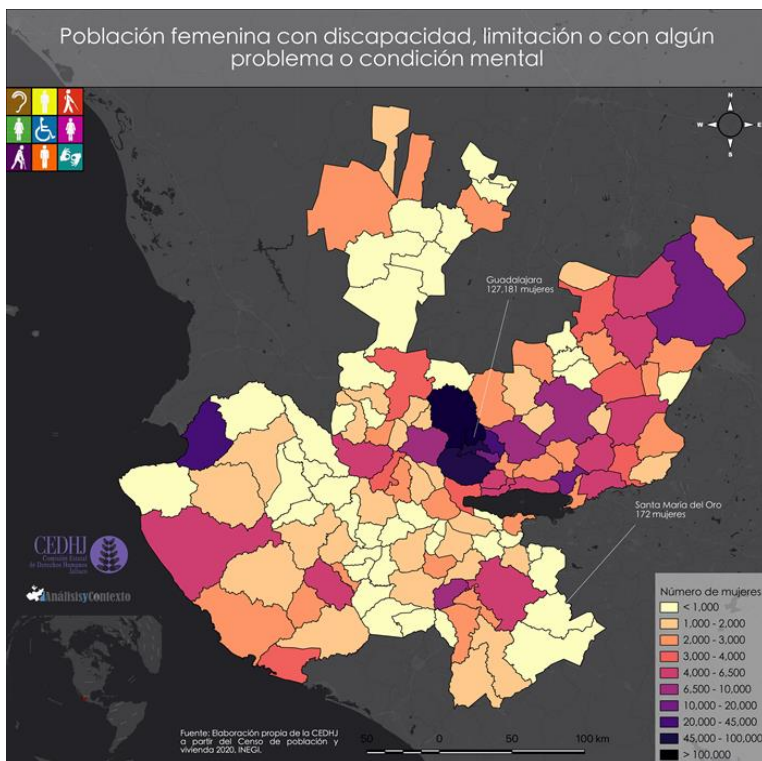 Población femenina con discapacidad, limitación o con algún
problema o condición mental
N
W
E
S
Guadalajara
127,181 mujeres
Santa María del Oro
172 mujeres
CEDHJ
Comisión Estatal
de Derechos Humanos
Jalisco
#AnálisisyContexto
Número de mujeres
< 1,000
1,000 - 2,000
2,000 - 3,000
3,000 - 4,000
4,000 - 6,500
6,500 - 10,000
10,000 - 20,000
20,000 - 45,000
45,000 - 100,000
> 100,000
Fuente: Elaboración propia de la CEDHJ
a partir del Censo de población y
vivienda 2020, INEGI.
50 0 50 100 km